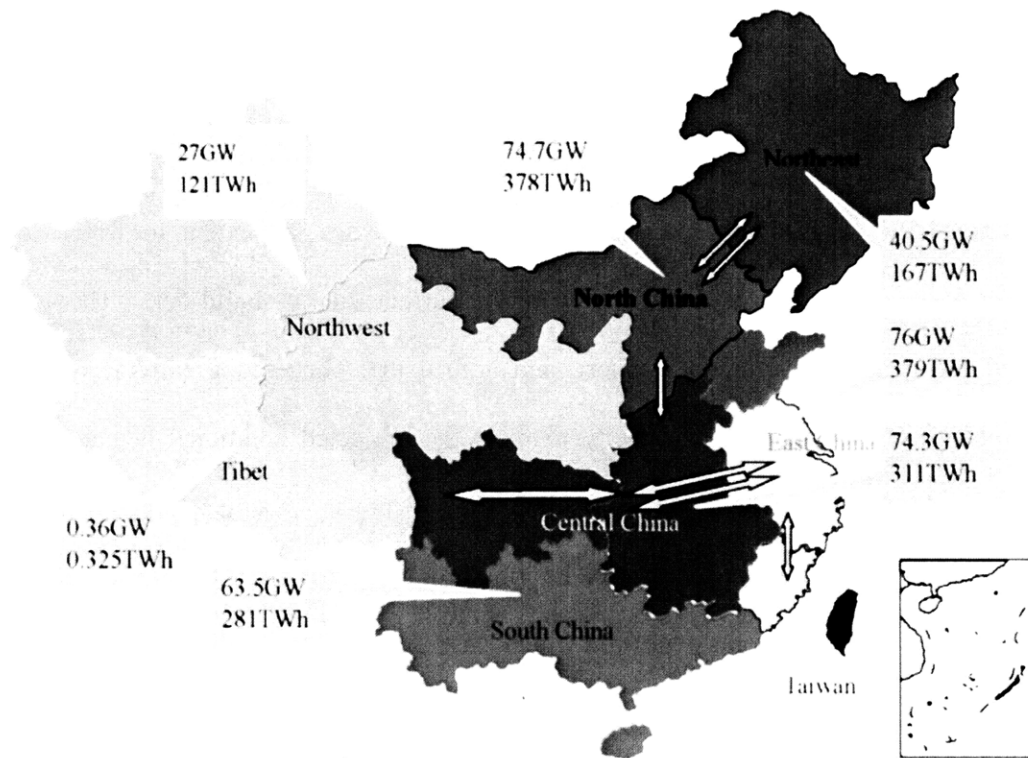 27GW
121TWh
74.7GW
378TWh
Northeast
40.5GW
167TWh
North China
Northwest
76GW
379TWh
East China
74.3GW
311TWh
Tibet
Central China
0.36GW
0.325TWh
63.5GW
281TWh
South China
Taiwan